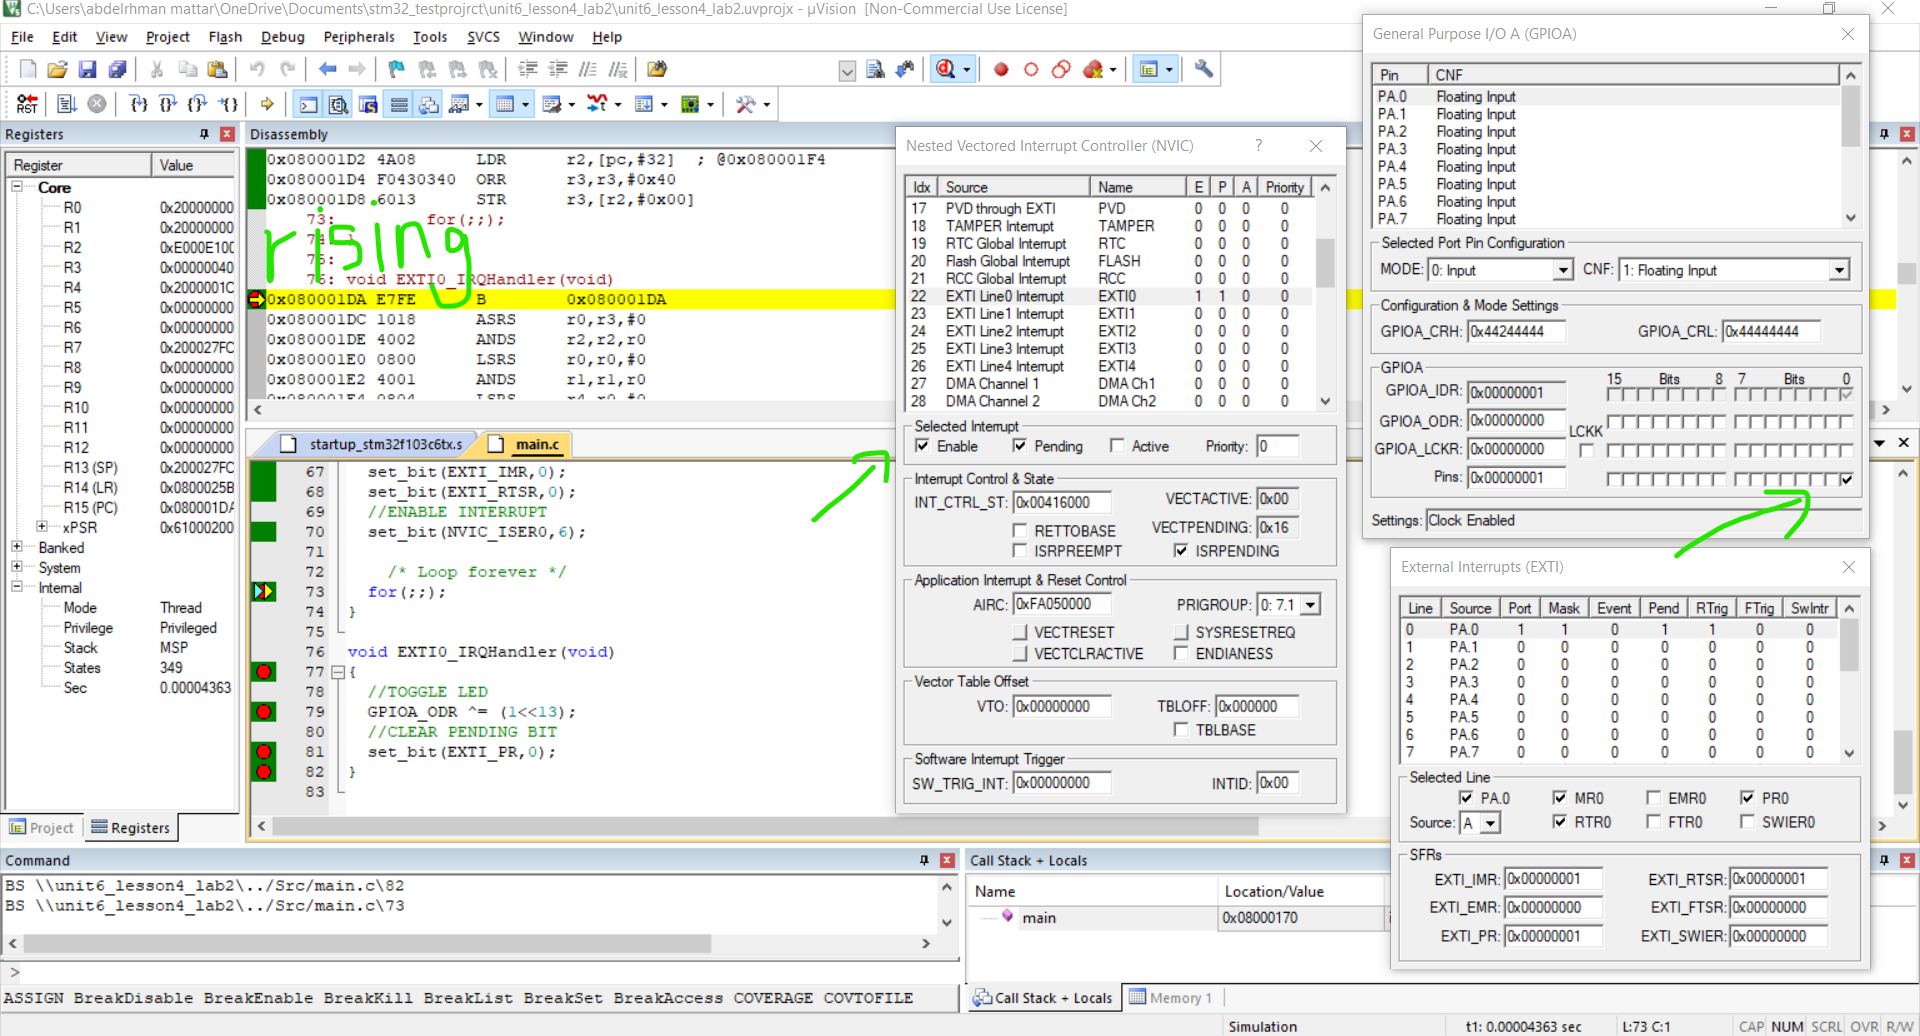 C:\Users\abdelrhman mattar\OneDrive\Documents\stm32_testprojrct\unit6_lesson4_lab2\unit6_lesson4_lab2.uvprojx - µVision [Non-Commercial Use License]
File Edit View Project Flash Debug Peripherals Tools SVCS Window Help
Registers
Register Value
Core
R0 0x20000000
R1 0x20000000
R2 0xE000E10
R3 0x00000040
R4 0x2000001C
R5 0x00000000
R6 0x00000000
R7 0x200027FC
R8 0x00000000
R9 0x00000000
R10 0x00000000
R11 0x00000000
R12 0x00000000
R13 (SP) 0x200027FC
R14 (LR) 0x0800025B
R15 (PC) 0x080001DA
xPSR 0x61000200
Banked
System
Internal
Mode Thread
Privilege Privileged
Stack MSP
States 349
Sec 0.00004363
Project Registers
Disassembly
0x080001D2 4A08 LDR r2,[pc,#32] ; @0x080001F4
0x080001D4 F0430340 ORR r3,r3,#0x40
0x080001D8 6013 STR r3,[r2,#0x00]
73: for(;;);
74: }
75:
76: void EXTI0_IRQHandler(void)
0x080001DA E7FE B 0x080001DA
0x080001DC 1018 ASRS r0,r3,#0
0x080001DE 4002 ANDS r2,r2,r0
0x080001E0 0800 LSRS r0,r0,#0
0x080001E2 4001 ANDS r1,r1,r0
rising
startup_stm32f103c6tx.s main.c
67 set_bit(EXTI_IMR,0);
68 set_bit(EXTI_RTSR,0);
69 //ENABLE INTERRUPT
70 set_bit(NVIC_ISER0,6);
71
72 /* Loop forever */
73 for(;;);
74 }
75
76 void EXTI0_IRQHandler(void)
77 {
78 //TOGGLE LED
79 GPIOA_ODR ^= (1<<13);
80 //CLEAR PENDING BIT
81 set_bit(EXTI_PR,0);
82 }
83
Nested Vectored Interrupt Controller (NVIC)
Idx Source Name E P A Priority
17 PVD through EXTI PVD 0 0 0 0
18 TAMPER Interrupt TAMPER 0 0 0 0
19 RTC Global Interrupt RTC 0 0 0 0
20 Flash Global Interrupt FLASH 0 0 0 0
21 RCC Global Interrupt RCC 0 0 0 0
22 EXTI Line0 Interrupt EXTI0 1 1 0 0
23 EXTI Line1 Interrupt EXTI1 0 0 0 0
24 EXTI Line2 Interrupt EXTI2 0 0 0 0
25 EXTI Line3 Interrupt EXTI3 0 0 0 0
26 EXTI Line4 Interrupt EXTI4 0 0 0 0
27 DMA Channel 1 DMA Ch1 0 0 0 0
28 DMA Channel 2 DMA Ch2 0 0 0 0
Selected Interrupt
Enable Pending Active Priority: 0
Interrupt Control & State
INT_CTRL_ST: 0x00416000 VECTACTIVE: 0x00
RETTOBASE VECTPENDING: 0x16
ISRPREEMPT ISRPENDING
Application Interrupt & Reset Control
AIRC: 0xFA050000 PRIGROUP: 0: 7.1
VECTRESET SYSRESETREQ
VECTCLRACTIVE ENDIANESS
Vector Table Offset
VTO: 0x00000000 TBLOFF: 0x000000
TBLBASE
Software Interrupt Trigger
SW_TRIG_INT: 0x00000000 INTID: 0x00
General Purpose I/O A (GPIOA)
Pin CNF
PA.0 Floating Input
PA.1 Floating Input
PA.2 Floating Input
PA.3 Floating Input
PA.4 Floating Input
PA.5 Floating Input
PA.6 Floating Input
PA.7 Floating Input
Selected Port Pin Configuration
MODE: 0: Input CNF: 1: Floating Input
Configuration & Mode Settings
GPIOA_CRH: 0x44244444 GPIOA_CRL: 0x44444444
GPIOA
15 Bits 8 7 Bits 0
GPIOA_IDR: 0x00000001
GPIOA_ODR: 0x00000000
LCKK
GPIOA_LCKR: 0x00000000
Pins: 0x00000001
Settings: Clock Enabled
External Interrupts (EXTI)
Line Source Port Mask Event Pend RTrig FTrig SwIntr
0 PA.0 1 1 0 1 1 0 0
1 PA.1 0 0 0 0 0 0 0
2 PA.2 0 0 0 0 0 0 0
3 PA.3 0 0 0 0 0 0 0
4 PA.4 0 0 0 0 0 0 0
5 PA.5 0 0 0 0 0 0 0
6 PA.6 0 0 0 0 0 0 0
7 PA.7 0 0 0 0 0 0 0
Selected Line
PA.0 MR0 EMR0 PR0
Source: A RTR0 FTR0 SWIER0
SFRs
EXTI_IMR: 0x00000001 EXTI_RTSR: 0x00000001
EXTI_EMR: 0x00000000 EXTI_FTSR: 0x00000000
EXTI_PR: 0x00000001 EXTI_SWIER: 0x00000000
Command
BS \\unit6_lesson4_lab2\../Src/main.c\82
BS \\unit6_lesson4_lab2\../Src/main.c\73
>
ASSIGN BreakDisable BreakEnable BreakKill BreakList BreakSet BreakAccess COVERAGE COVTOFILE
Call Stack + Locals
Name Location/Value
main 0x08000170
Call Stack + Locals Memory 1
Simulation t1: 0.00004363 sec L:73 C:1 CAP NUM SCRL OVR R/W